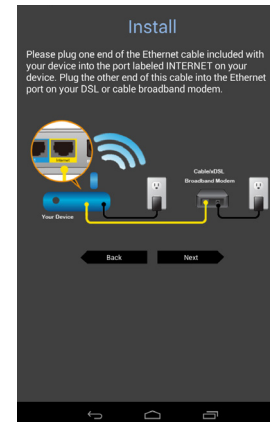 Install
Please plug one end of the Ethernet cable included with
your device into the port labeled INTERNET on your
device. Plug the other end of this cable into the Ethernet
port on your DSL or cable broadband modem.
Internet
Cable/xDSL
Broadband Modem
Your Device
Back
Next